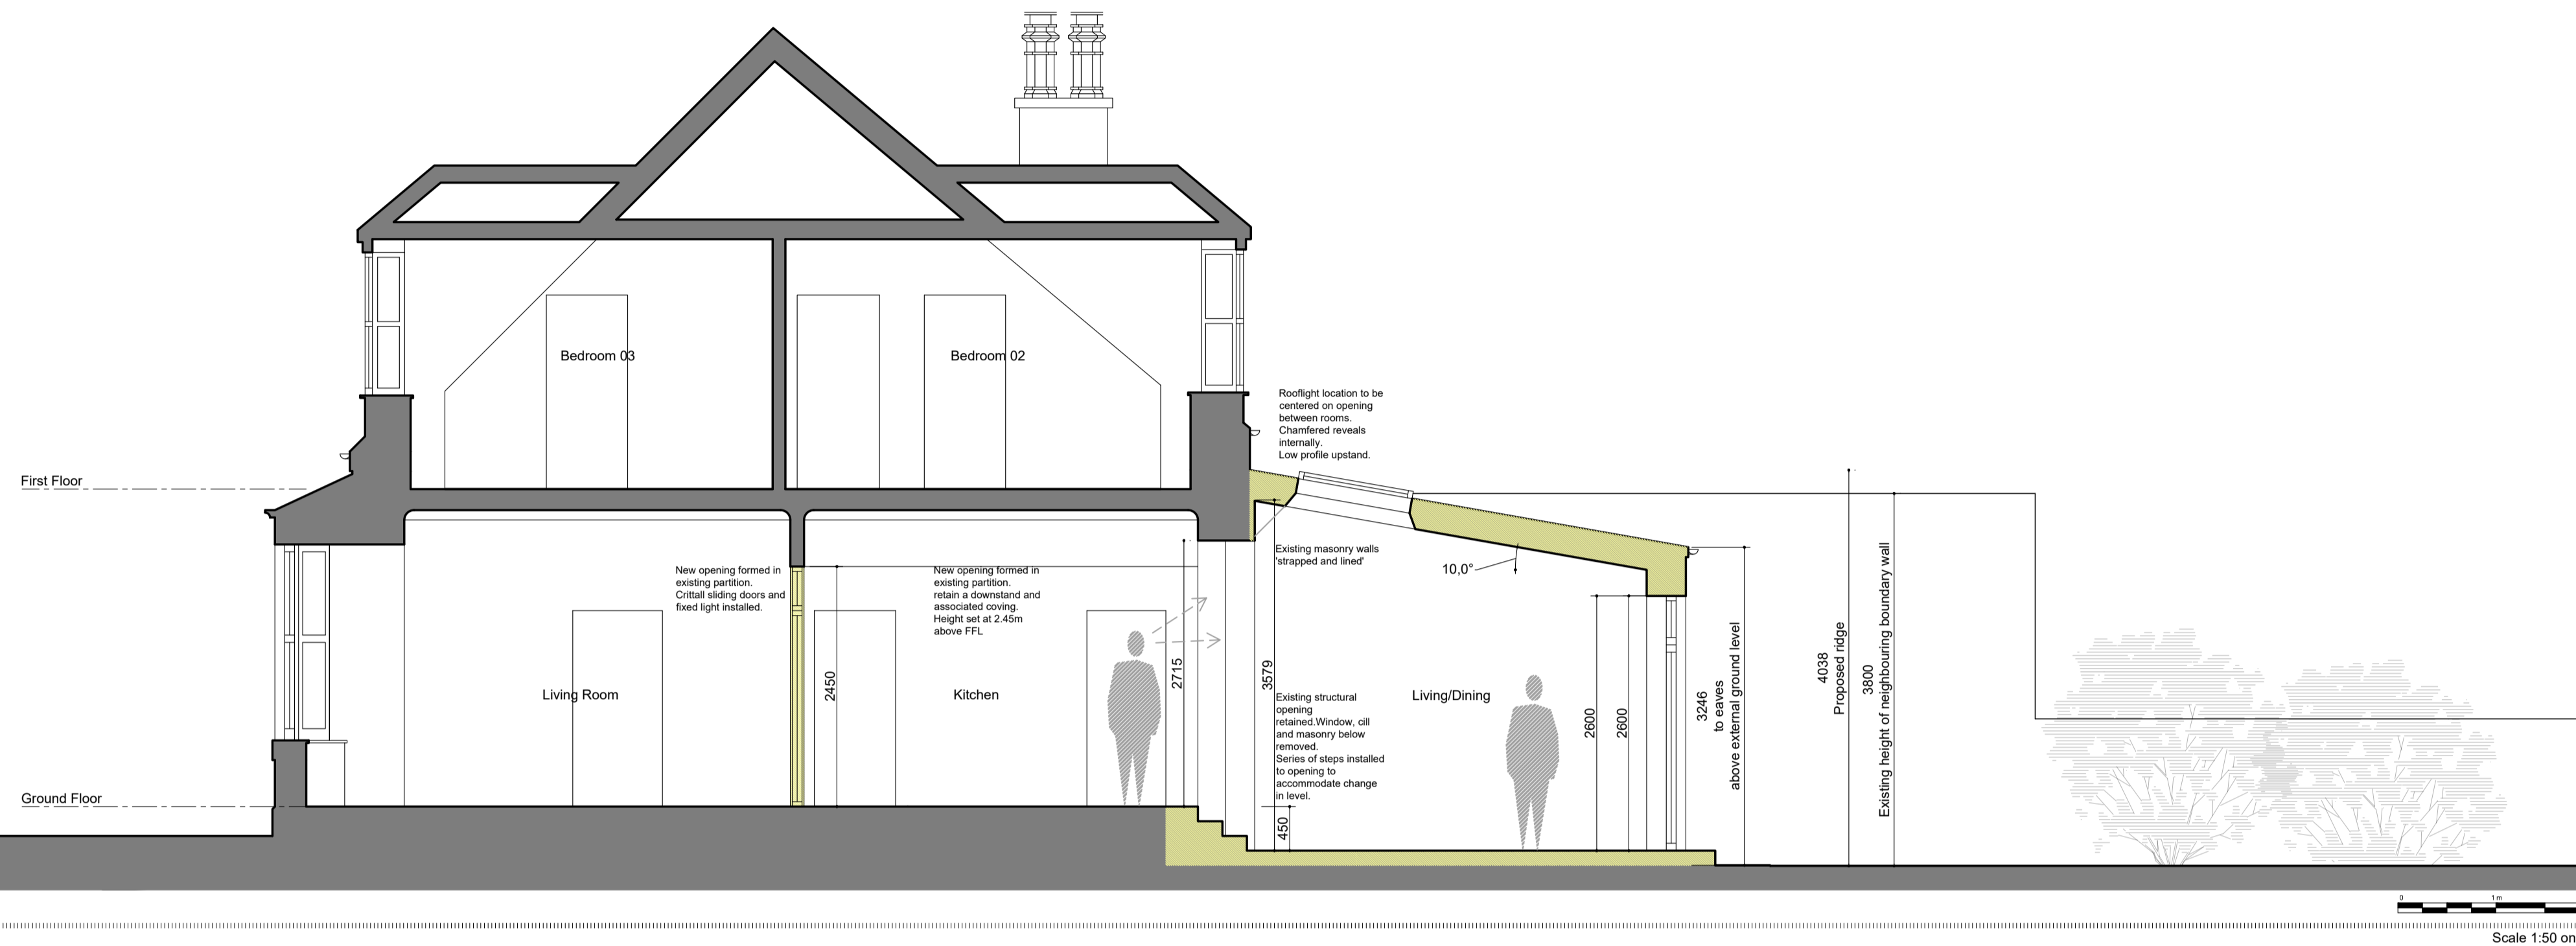 Bedroom 03
Bedroom 02
Rooflight location to be
centered on opening
between rooms.
Chamfered reveals
internally.
Low profile upstand.
First Floor
Existing masonry walls
'strapped and lined'
10,0°
New opening formed in
existing partition.
Crittall sliding doors and
fixed light installed.
New opening formed in
existing partition.
retain a downstand and
associated coving.
Height set at 2.45m
above FFL
Living Room
2450
Kitchen
2715
3579
Existing structural
opening
retained.Window, cill
and masonry below
removed.
Series of steps installed
to opening to
accommodate change
in level.
450
Living/Dining
2600
2600
3246
to eaves
above external ground level
4038
Proposed ridge
3800
Existing height of neighbouring boundary wall
Ground Floor
0
1 m
Scale 1:50 on